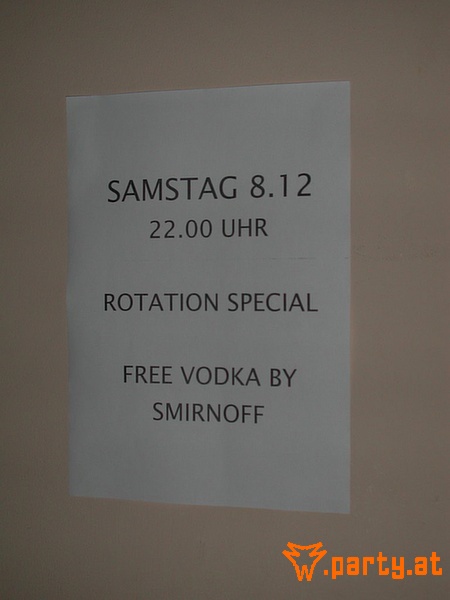 SAMSTAG 8.12
22.00 UHR
ROTATION SPECIAL
FREE VODKA BY
SMIRNOFF
W.party.at